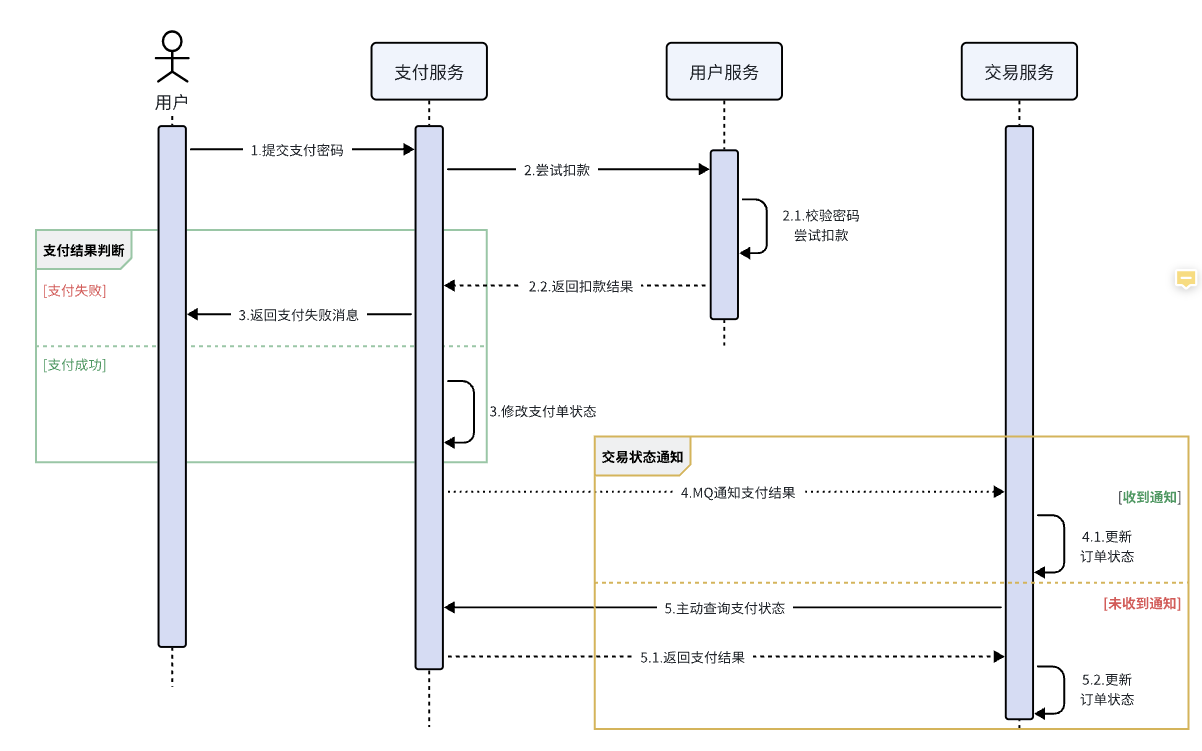 用户
支付服务
用户服务
交易服务
1.提交支付密码
2.尝试扣款
2.1.校验密码
尝试扣款
支付结果判断
[支付失败]
2.2.返回扣款结果
3.返回支付失败消息
[支付成功]
3.修改支付单状态
交易状态通知
4.MQ通知支付结果
[收到通知]
4.1.更新
订单状态
[未收到通知]
5.主动查询支付状态
5.1.返回支付结果
5.2.更新
订单状态